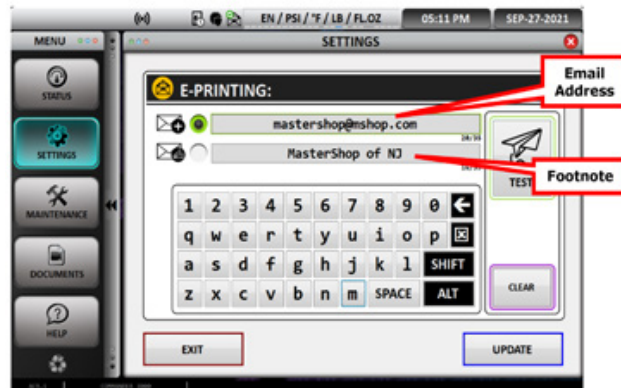 EN / PSI / °F / LB / FL.OZ 05:11 PM SEP-27-2021
MENU SETTINGS
STATUS
SETTINGS
MAINTENANCE
DOCUMENTS
HELP
E-PRINTING:
mastershop@mshop.com
MasterShop of NJ
Email
Address
Footnote
TEST
1 2 3 4 5 6 7 8 9 0
q w e r t y u i o p
a s d f g h j k l SHIFT
z x c v b n m SPACE ALT
CLEAR
EXIT UPDATE